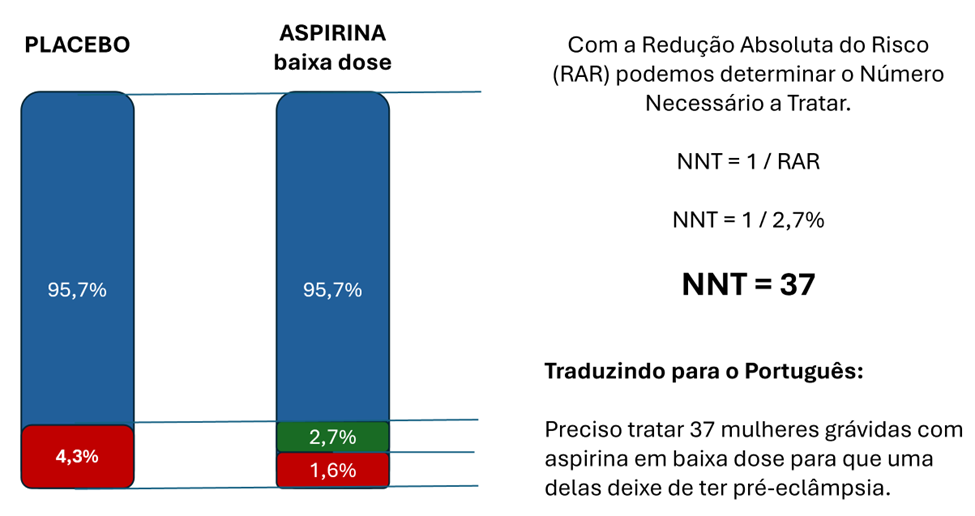 PLACEBO
ASPIRINA
baixa dose
95,7%
95,7%
4,3%
2,7%
1,6%
Com a Redução Absoluta do Risco
(RAR) podemos determinar o Número
Necessário a Tratar.
NNT = 1 / RAR
NNT = 1 / 2,7%
NNT = 37
Traduzindo para o Português:
Preciso tratar 37 mulheres grávidas com
aspirina em baixa dose para que uma
delas deixe de ter pré-eclâmpsia.